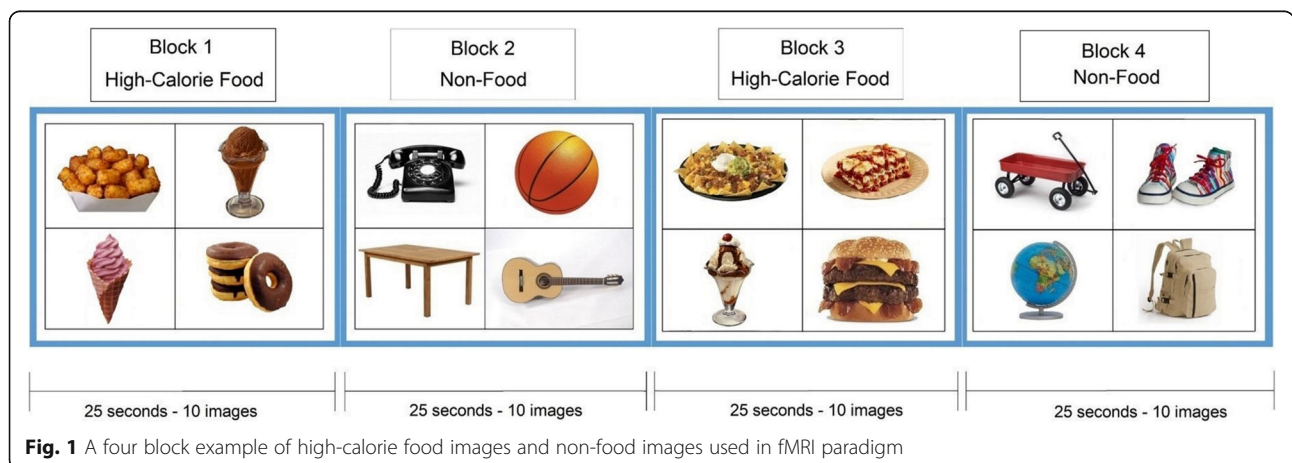 Block 1
High-Calorie Food
Block 2
Non-Food
Block 3
High-Calorie Food
Block 4
Non-Food
25 seconds - 10 images
25 seconds - 10 images
25 seconds - 10 images
25 seconds - 10 images
Fig. 1 A four block example of high-calorie food images and non-food images used in fMRI paradigm